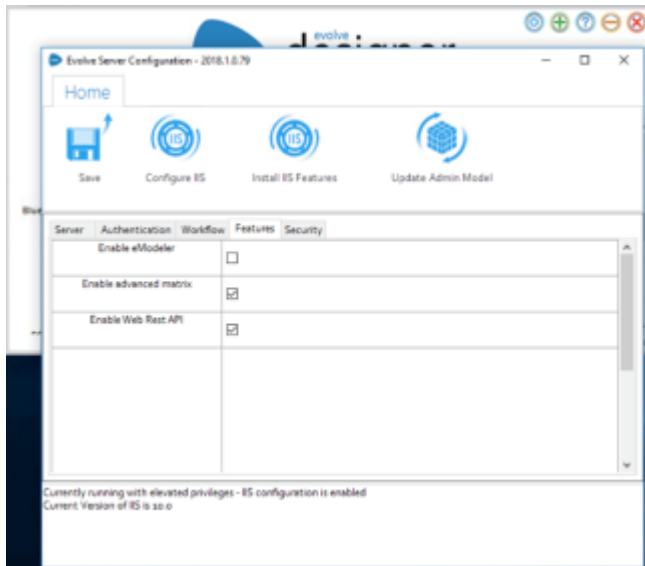 evolve
designer
Evolve Server Configuration - 2018.1.0.79
Home
Save
Configure IIS
Install IIS Features
Update Admin Model
Server Authentication Workflow Features Security
Enable eModeler
Enable advanced matrix
Enable Web Rest API
Currently running with elevated privileges - IIS configuration is enabled
Current Version of IIS is 10.0